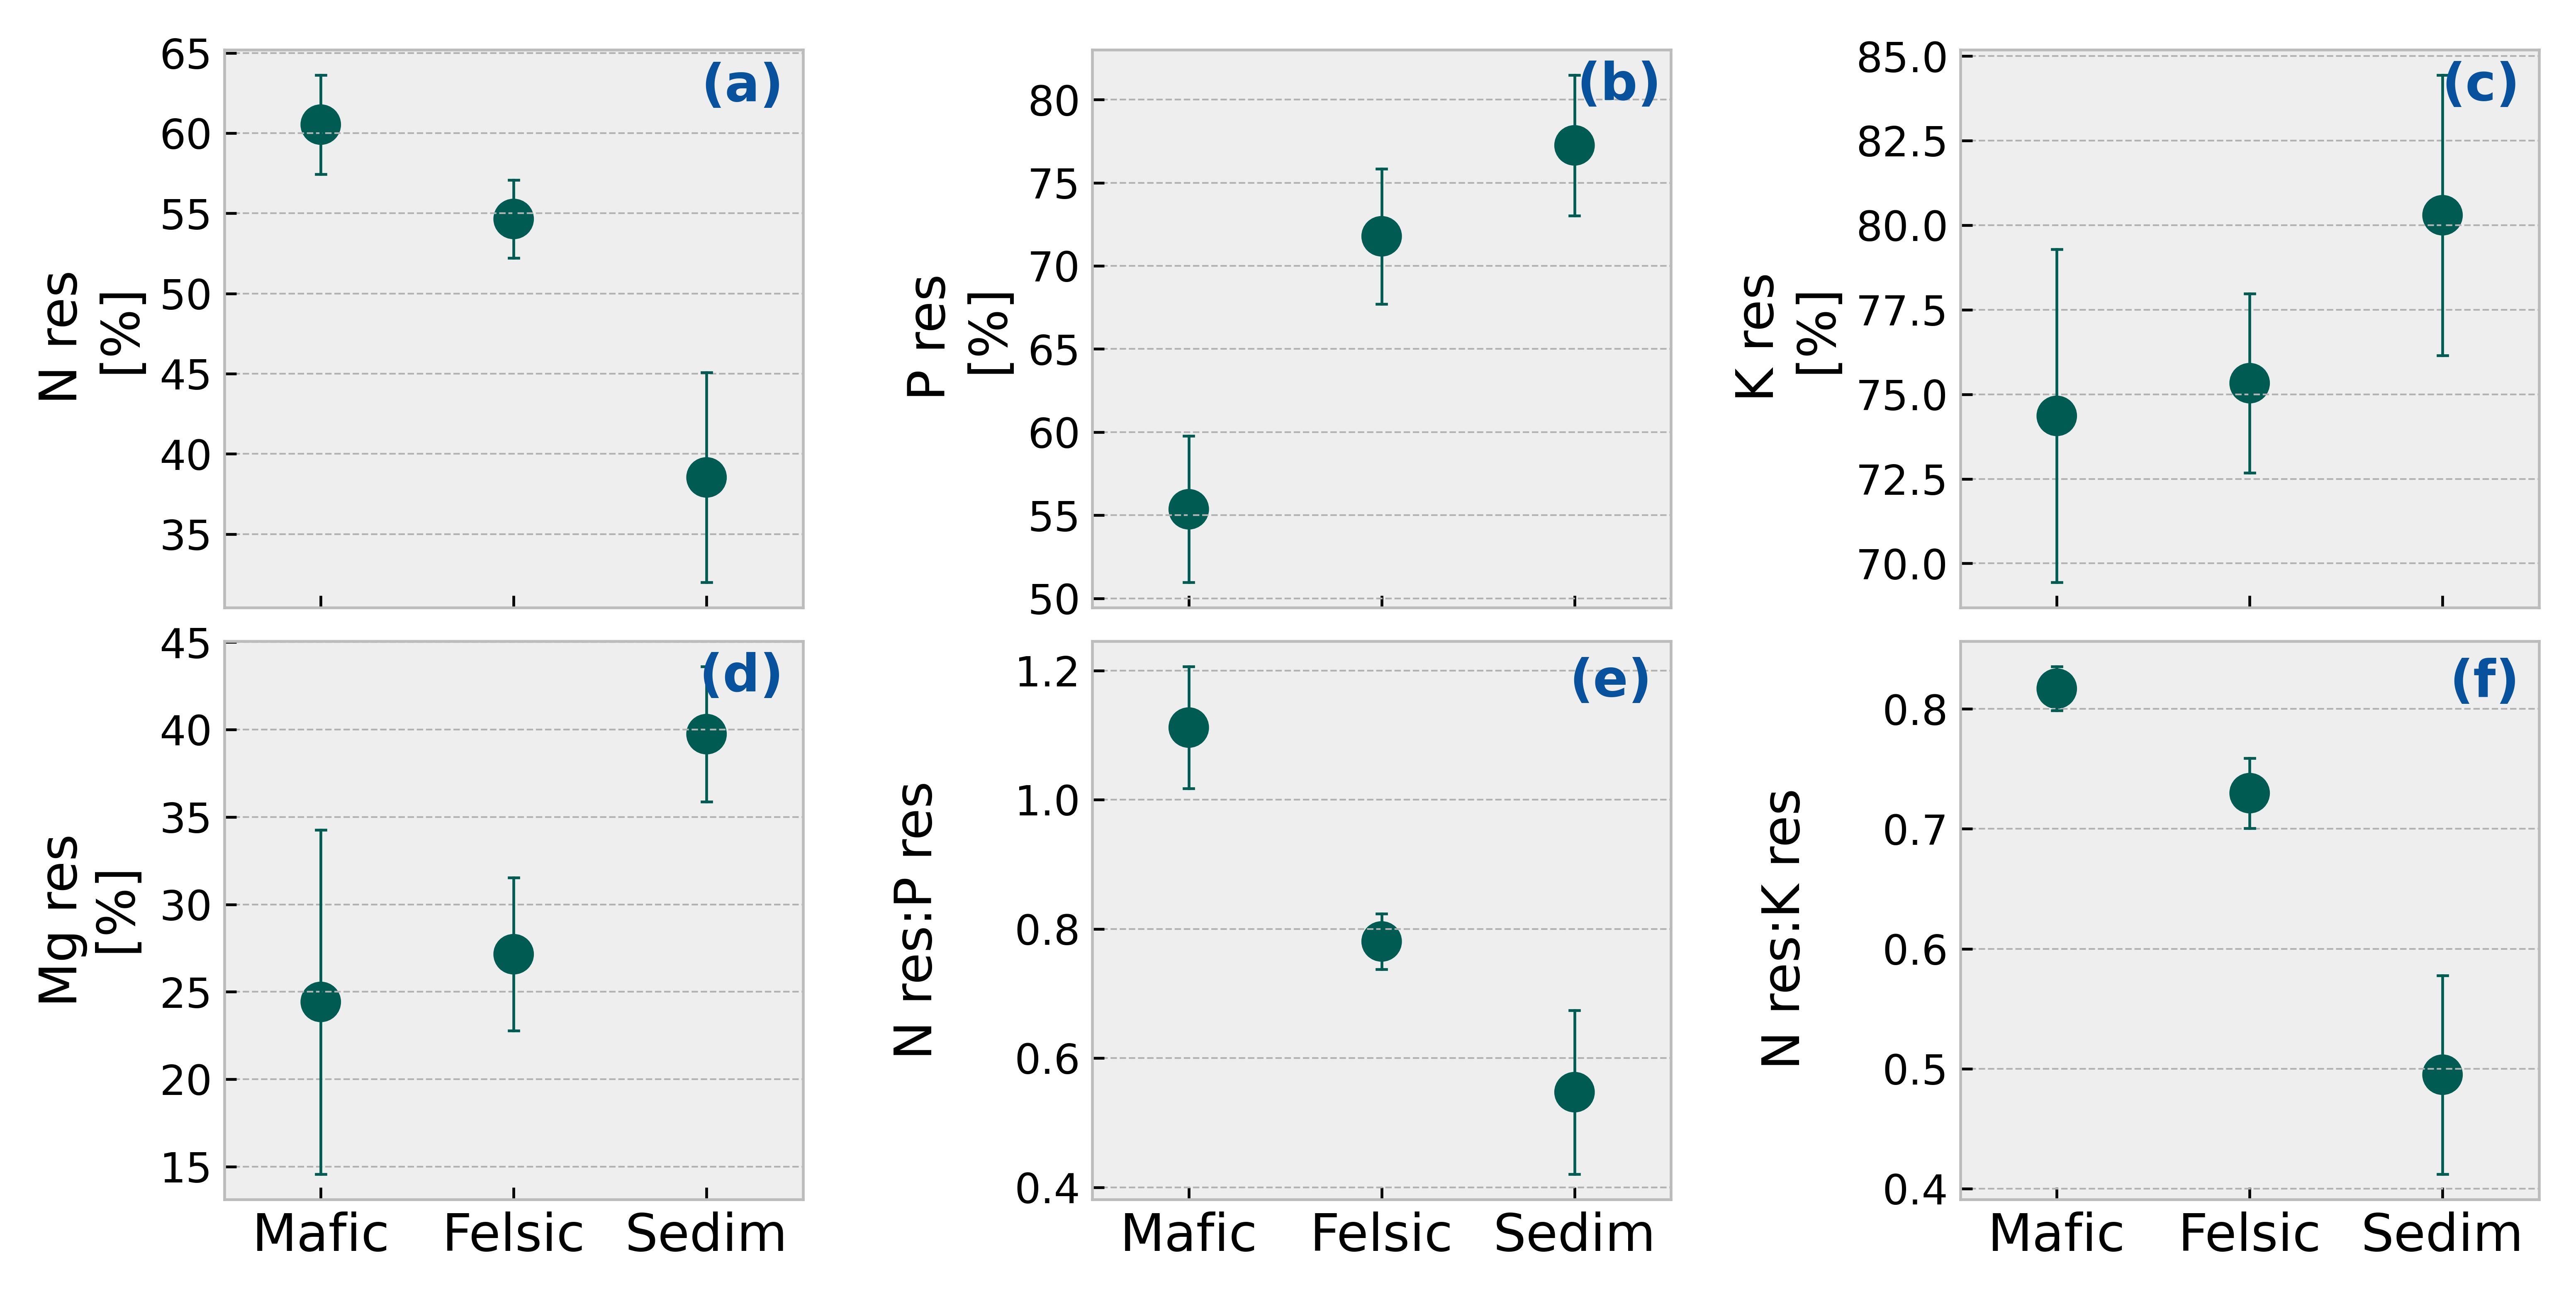 65
60
55
50
45
40
35
N res
[%]
(a)
80
75
70
65
60
55
50
P res
[%]
(b)
85.0
82.5
80.0
77.5
75.0
72.5
70.0
K res
[%]
(c)
45
40
35
30
25
20
15
Mg res
[%]
(d)
Mafic Felsic Sedim
1.2
1.0
0.8
0.6
0.4
N res:P res
(e)
Mafic Felsic Sedim
0.8
0.7
0.6
0.5
0.4
N res:K res
(f)
Mafic Felsic Sedim